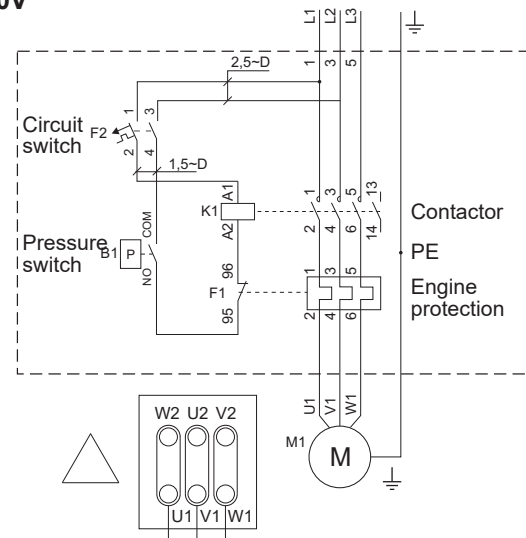 0V
L1 L2 L3
1 3 5
2,5~D
1 3
Circuit
switch
F2
2 4
1,5~D
A1
K1
A2
1 3 5 13
2 4 6 14
Contactor
COM
Pressure
switch
B1
P
NO
PE
96
F1
95
1 3 5
2 4 6
Engine
protection
U1 V1 W1
M1
M
W2 U2 V2
U1 V1 W1